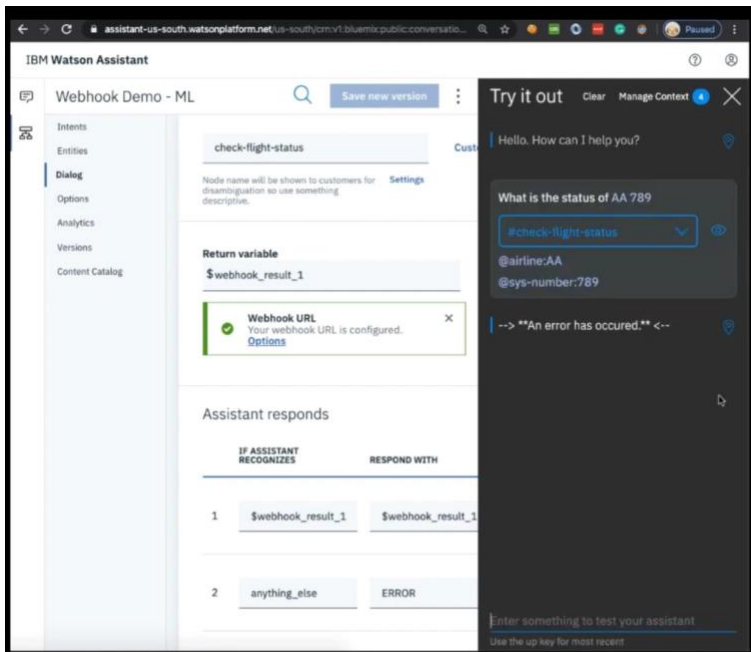 assistant-us-south.watsonplatform.net/us-south/crn:v1:bluemix:public:conversatio...
Paused
IBM Watson Assistant
Webhook Demo - ML
Save new version
Intents
Entities
Dialog
Options
Analytics
Versions
Content Catalog
check-flight-status
Custo
Node name will be shown to customers for
disambiguation so use something
descriptive.
Settings
Return variable
$webhook_result_1
Webhook URL
Your webhook URL is configured.
Options
Assistant responds
IF ASSISTANT
RECOGNIZES
RESPOND WITH
1 $webhook_result_1 $webhook_result_1
2 anything_else ERROR
Try it out Clear Manage Context 4
Hello. How can I help you?
What is the status of AA 789
#check-flight-status
@airline:AA
@sys-number:789
--> **An error has occured.** <--
Enter something to test your assistant
Use the up key for most recent